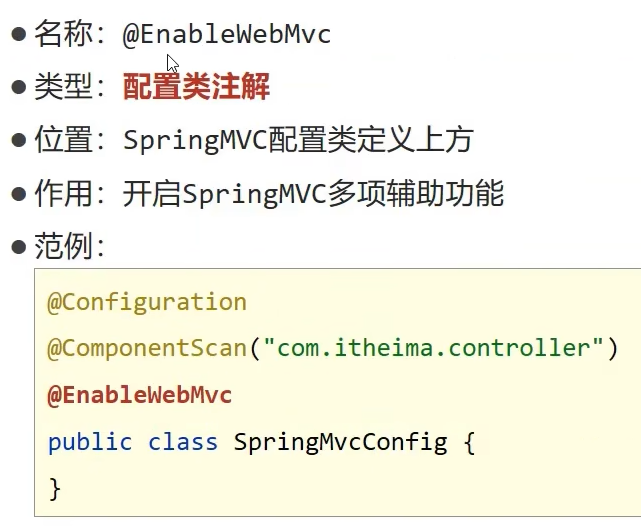 ● 名称：@EnableWebMvc
● 类型：配置类注解
● 位置：SpringMVC配置类定义上方
● 作用：开启SpringMVC多项辅助功能
● 范例：
@Configuration
@ComponentScan("com.itheima.controller")
@EnableWebMvc
public class SpringMvcConfig {
}